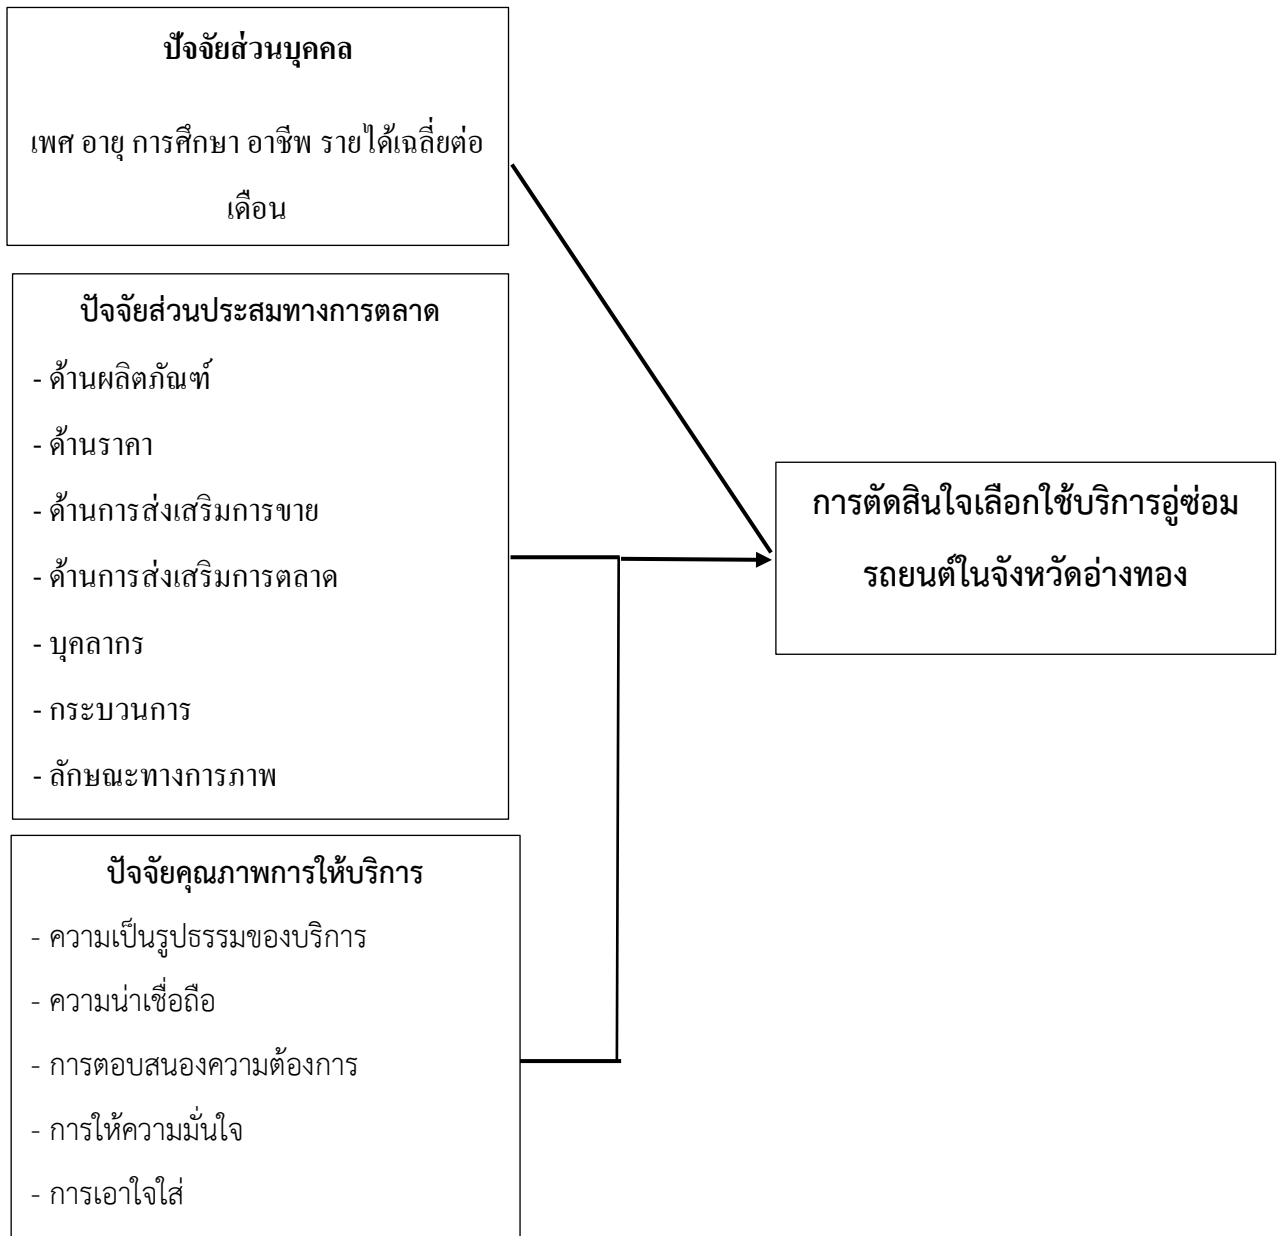 ปัจจัยส่วนบุคคล
เพศ อายุ การศึกษา อาชีพ รายได้เฉลี่ยต่อ
เดือน
ปัจจัยส่วนประสมทางการตลาด
- ด้านผลิตภัณฑ์
- ด้านราคา
- ด้านการส่งเสริมการขาย
- ด้านการส่งเสริมการตลาด
- บุคลากร
- กระบวนการ
- ลักษณะทางการภาพ
ปัจจัยคุณภาพการให้บริการ
- ความเป็นรูปธรรมของบริการ
- ความน่าเชื่อถือ
- การตอบสนองความต้องการ
- การให้ความมั่นใจ
- การเอาใจใส่
การตัดสินใจเลือกใช้บริการอู่ซ่อม
รถยนต์ในจังหวัดอ่างทอง